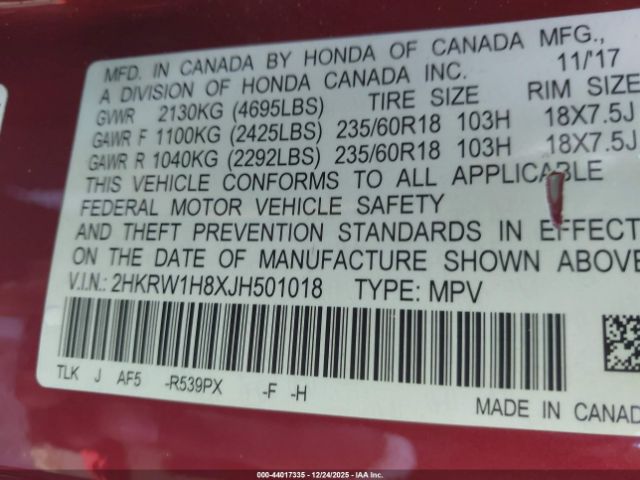 MFD. IN CANADA BY HONDA OF CANADA MFG.,
A DIVISION OF HONDA CANADA INC. 11/'17
GVWR 2130KG (4695LBS) TIRE SIZE RIM SIZE
GAWR F 1100KG (2425LBS) 235/60R18 103H 18X7.5J
GAWR R 1040KG (2292LBS) 235/60R18 103H 18X7.5J
THIS VEHICLE CONFORMS TO ALL APPLICABLE
FEDERAL MOTOR VEHICLE SAFETY
AND THEFT PREVENTION STANDARDS IN EFFECT
ON THE DATE OF MANUFACTURE SHOWN ABOVE
V.I.N.: 2HKRW1H8XJH501018 TYPE: MPV
TLK J AF5 -R539PX -F -H
MADE IN CANAD
000-44017335 - 12/24/2025 - IAA Inc.